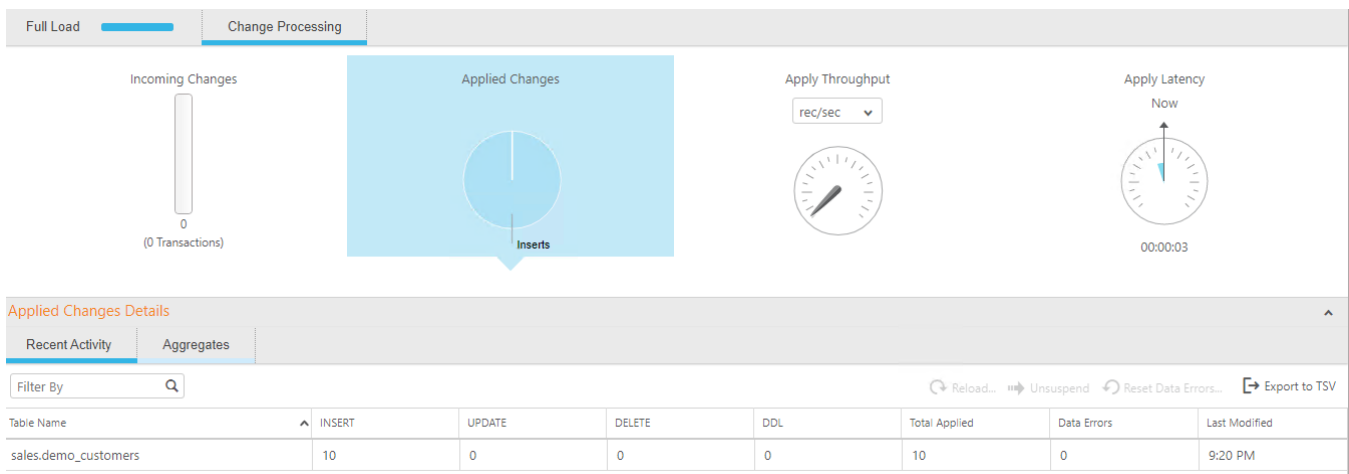 Full Load Change Processing
Incoming Changes Applied Changes Apply Throughput Apply Latency
Now
rec/sec
0
(0 Transactions)
Inserts
00:00:03
Applied Changes Details
Recent Activity Aggregates
Filter By Reload... Unsuspend Reset Data Errors... Export to TSV
Table Name INSERT UPDATE DELETE DDL Total Applied Data Errors Last Modified
sales.demo_customers 10 0 0 0 10 0 9:20 PM